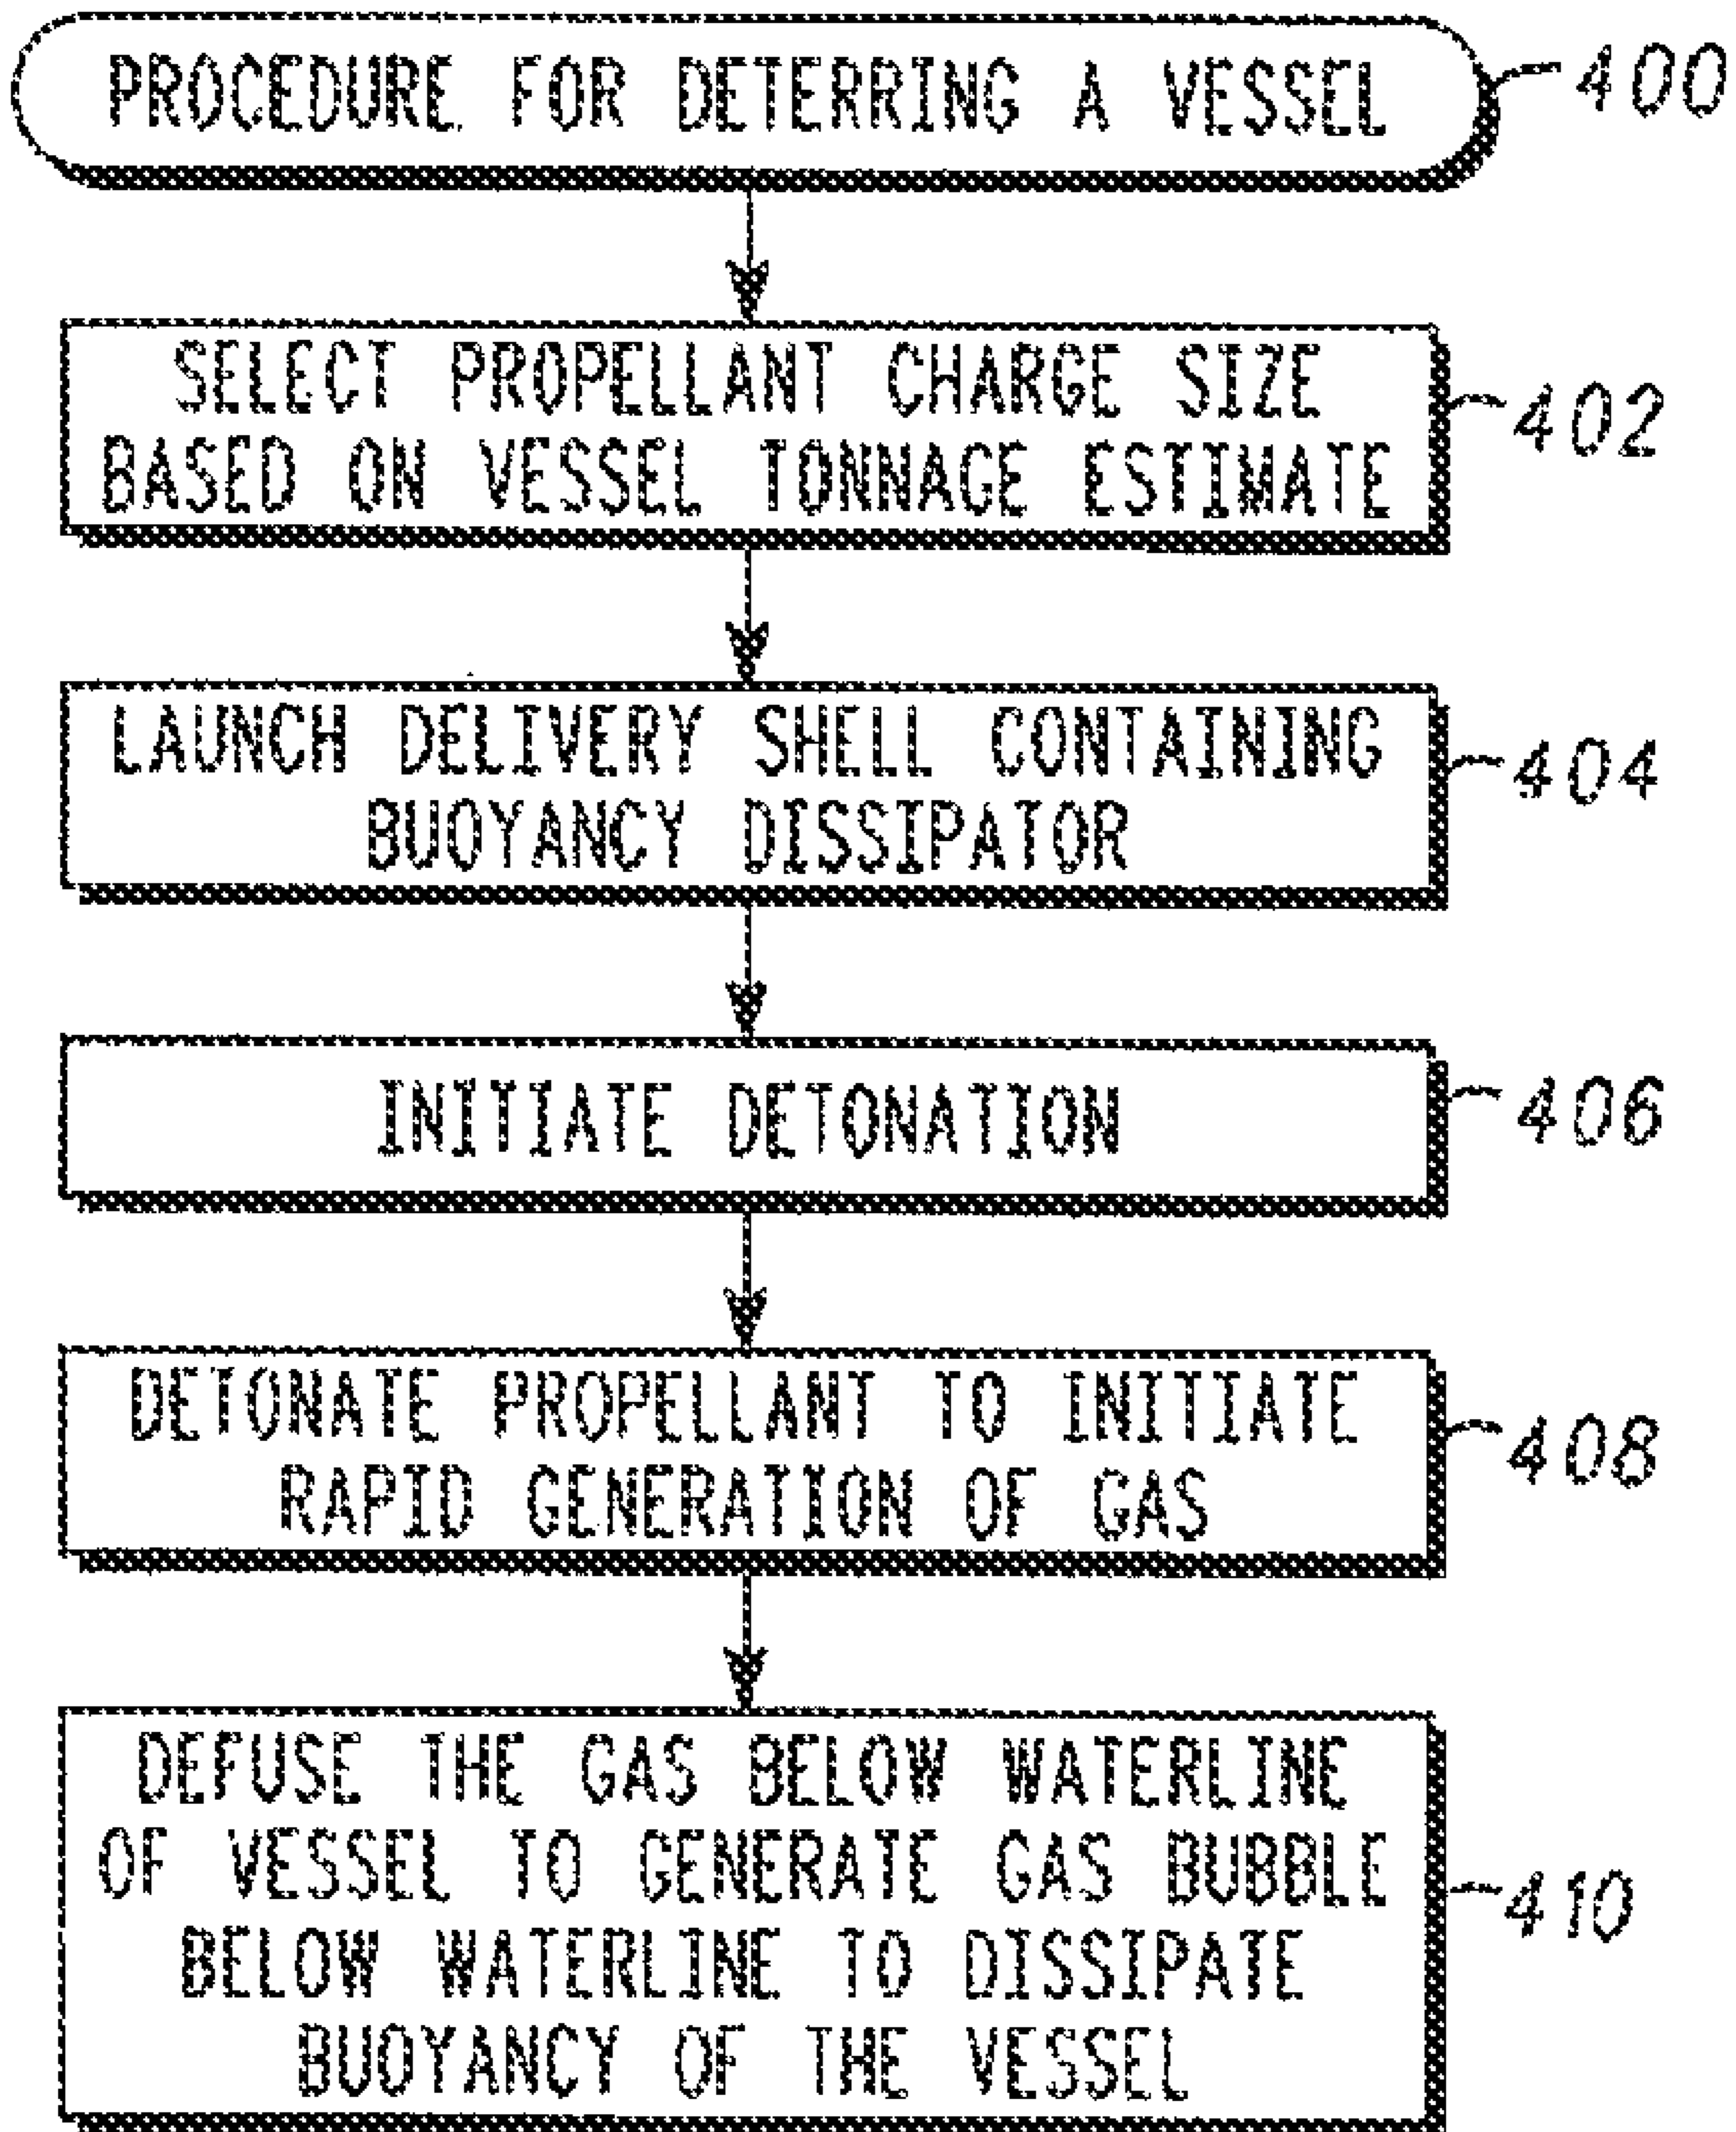 PROCEDURE FOR DETERRING A VESSEL
400
SELECT PROPELLANT CHARGE SIZE
BASED ON VESSEL TONNAGE ESTIMATE
402
LAUNCH DELIVERY SHELL CONTAINING
BUOYANCY DISSIPATOR
404
INITIATE DETONATION
406
DETONATE PROPELLANT TO INITIATE
RAPID GENERATION OF GAS
408
DEFUSE THE GAS BELOW WATERLINE
OF VESSEL TO GENERATE GAS BUBBLE
BELOW WATERLINE TO DISSIPATE
BUOYANCY OF THE VESSEL
410